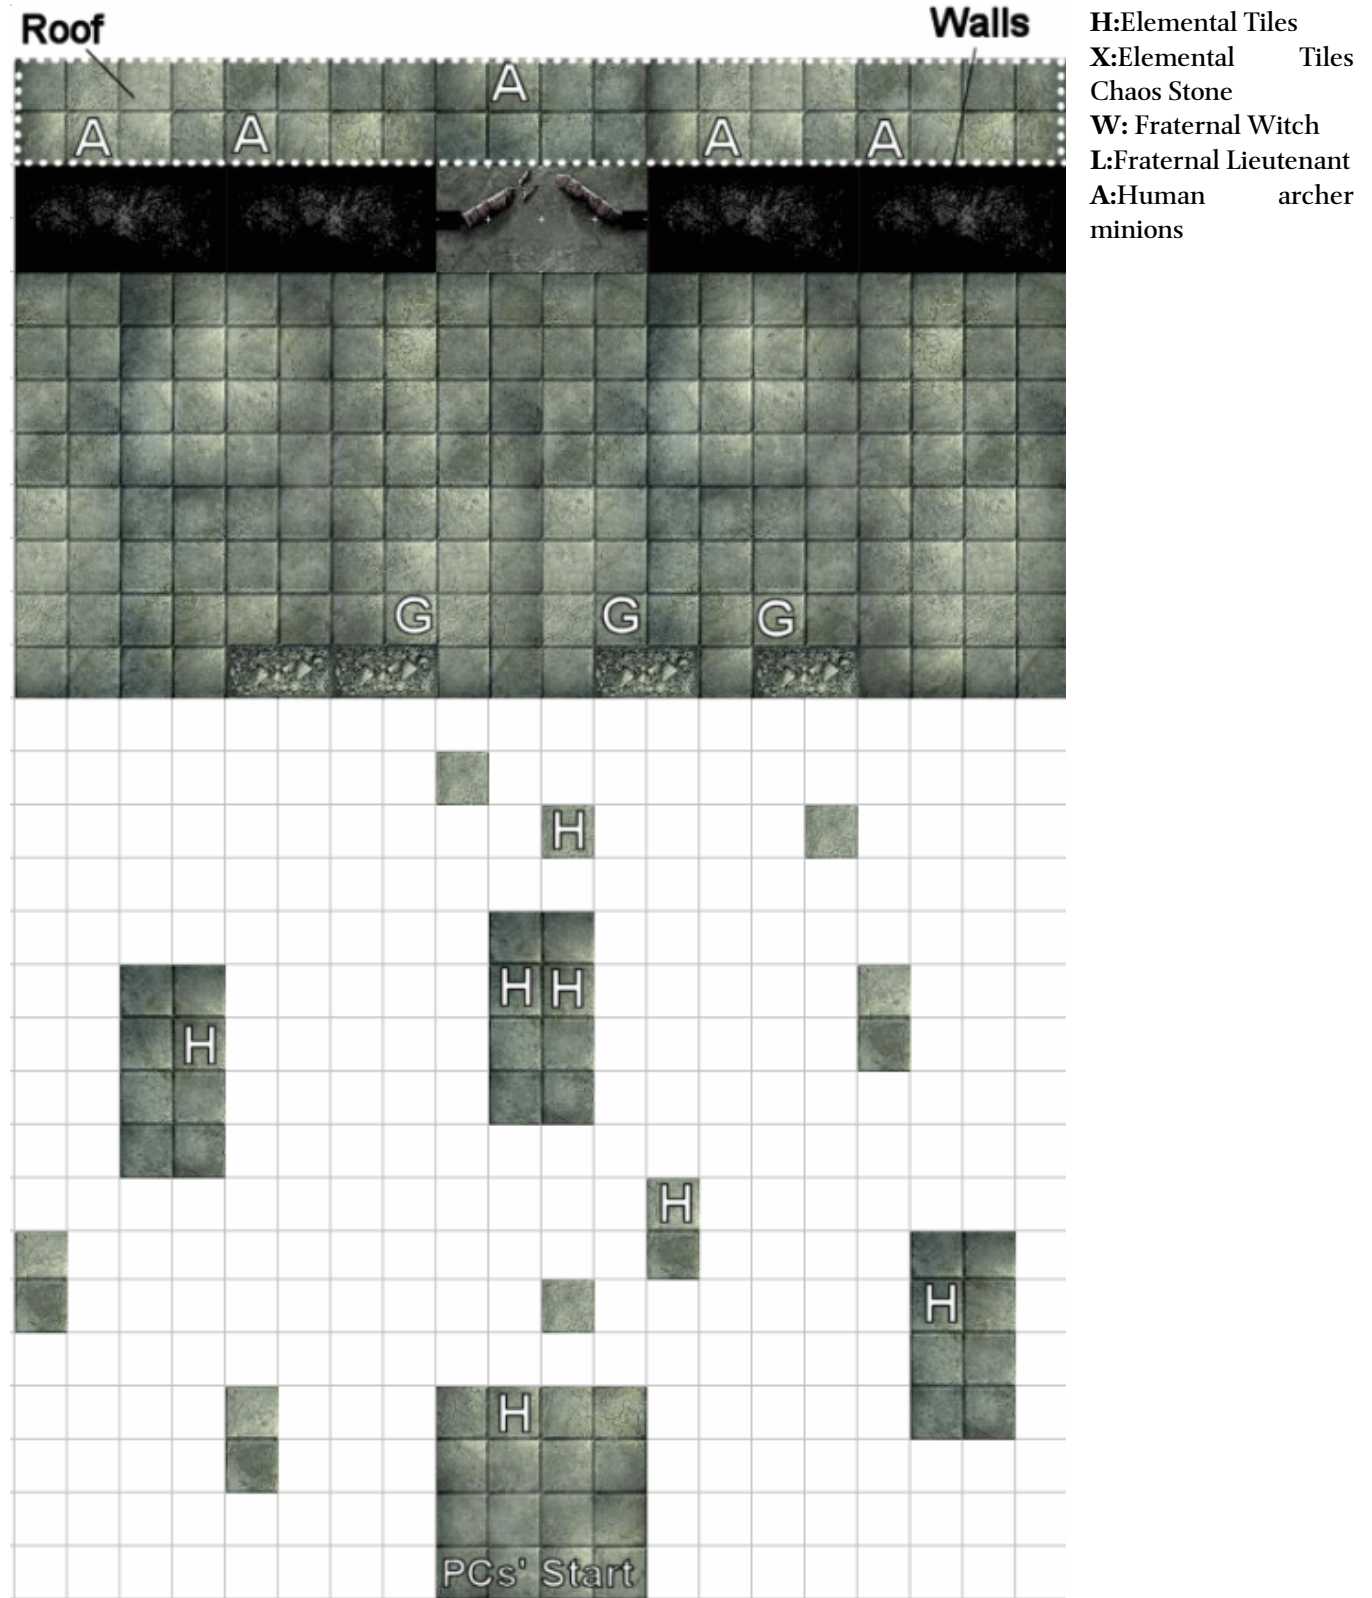 Roof
Walls
A
A
A
A
A
G
G
G
H
H
H
H
H
H
H
PCs' Start
H:Elemental Tiles
X:Elemental Tiles
Chaos Stone
W: Fraternal Witch
L:Fraternal Lieutenant
A:Human archer
minions